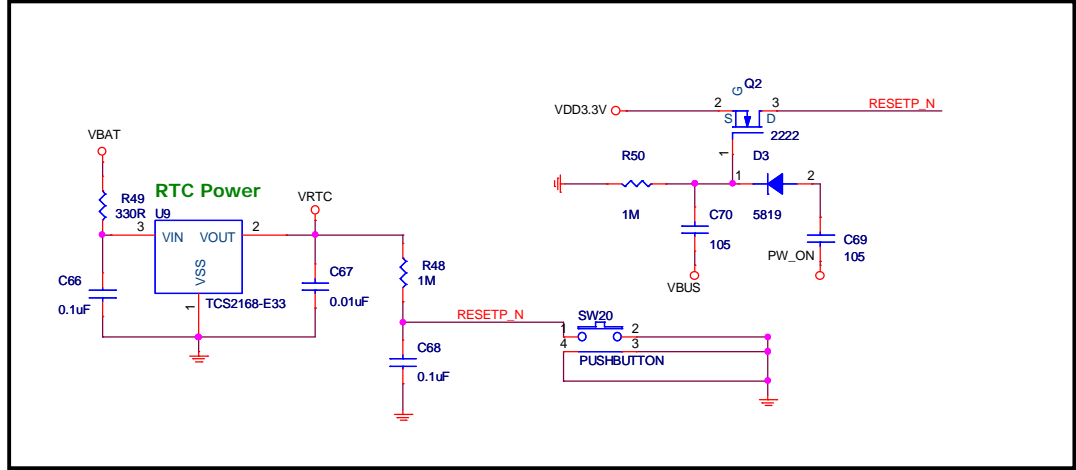 G Q2
VDD3.3V 2 3 RESETP_N
S D
2222
VBAT
1
R50 D3
RTC Power
R49
330R U9
VRTC
1 2
3 VIN VOUT 2
1M C70 5819
105
C69
105
PW_ON
VSS
R48
1M
C66
0.1uF
C67
0.01uF
VBUS
1 TCS2168-E33
RESETP_N SW20
1 2
4 3
PUSHBUTTON
C68
0.1uF